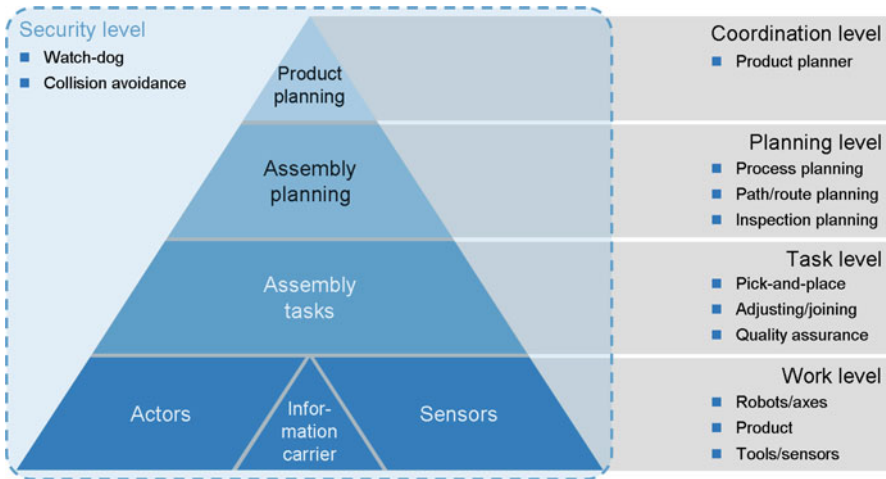 Security level
Watch-dog
Collision avoidance
Product
planning
Coordination level
Product planner
Assembly
planning
Planning level
Process planning
Path/route planning
Inspection planning
Assembly
tasks
Task level
Pick-and-place
Adjusting/joining
Quality assurance
Actors
Infor-
mation
carrier
Sensors
Work level
Robots/axes
Product
Tools/sensors